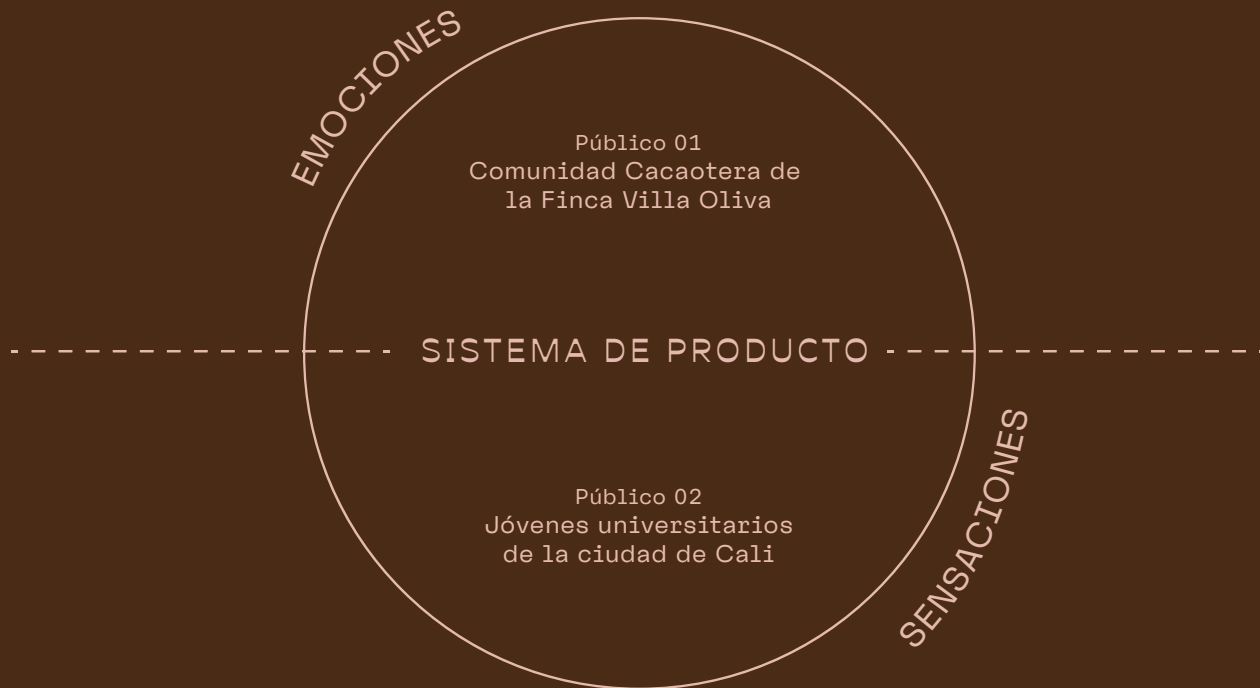 EMOCIONES
Público 01
Comunidad Cacaotera de
la Finca Villa Oliva
SISTEMA DE PRODUCTO
Público 02
Jóvenes universitarios
de la ciudad de Cali
SENSACIONES